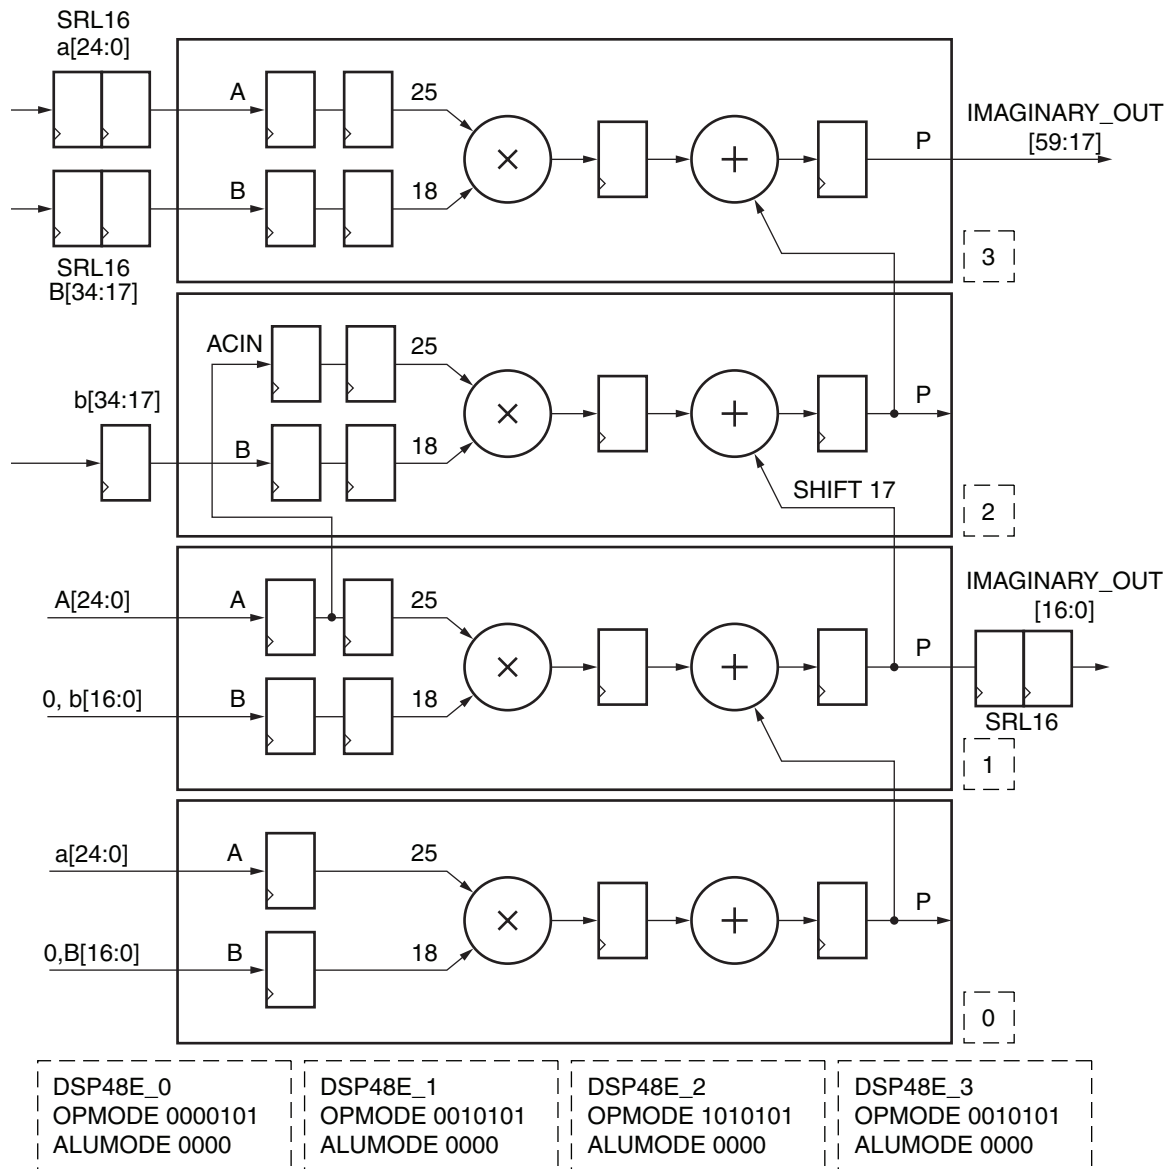 SRL16
a[24:0]
A
25
IMAGINARY_OUT
[59:17]
P
×
+
B
18
SRL16
B[34:17]
3
ACIN
25
b[34:17]
×
+
P
B
18
SHIFT 17
2
A[24:0]
A
25
IMAGINARY_OUT
[16:0]
×
+
P
0, b[16:0]
B
18
SRL16
1
a[24:0]
A
25
×
+
P
0,B[16:0]
B
18
0
DSP48E_0
OPMODE 0000101
ALUMODE 0000
DSP48E_1
OPMODE 0010101
ALUMODE 0000
DSP48E_2
OPMODE 1010101
ALUMODE 0000
DSP48E_3
OPMODE 0010101
ALUMODE 0000